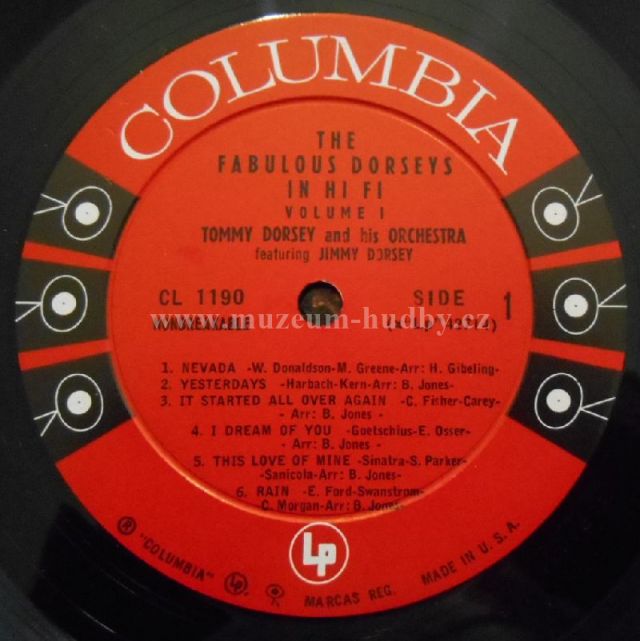 COLUMBIA
THE
FABULOUS DORSEYS
IN HI FI
VOLUME I
TOMMY DORSEY and his ORCHESTRA
featuring JIMMY DORSEY
CL 1190
SIDE 1
www.muzeum-hudby.cz
1. NEVADA -W. Donaldson-M. Greene-Arr: H. Gibeling-
2. YESTERDAYS -Harbach-Kern-Arr: B. Jones-
3. IT STARTED ALL OVER AGAIN -C. Fisher-Carey-
- Arr: B. Jones -
4. I DREAM OF YOU -Goetschius-E. Osser-
- Arr: B. Jones -
5. THIS LOVE OF MINE -Sinatra-S. Parker-
-Sanicola-Arr: B. Jones-
6. RAIN -E. Ford-Swanstrom-
C. Morgan-Arr: B. Jones-
LP
® "COLUMBIA" LP MARCAS REG. MADE IN U. S. A.